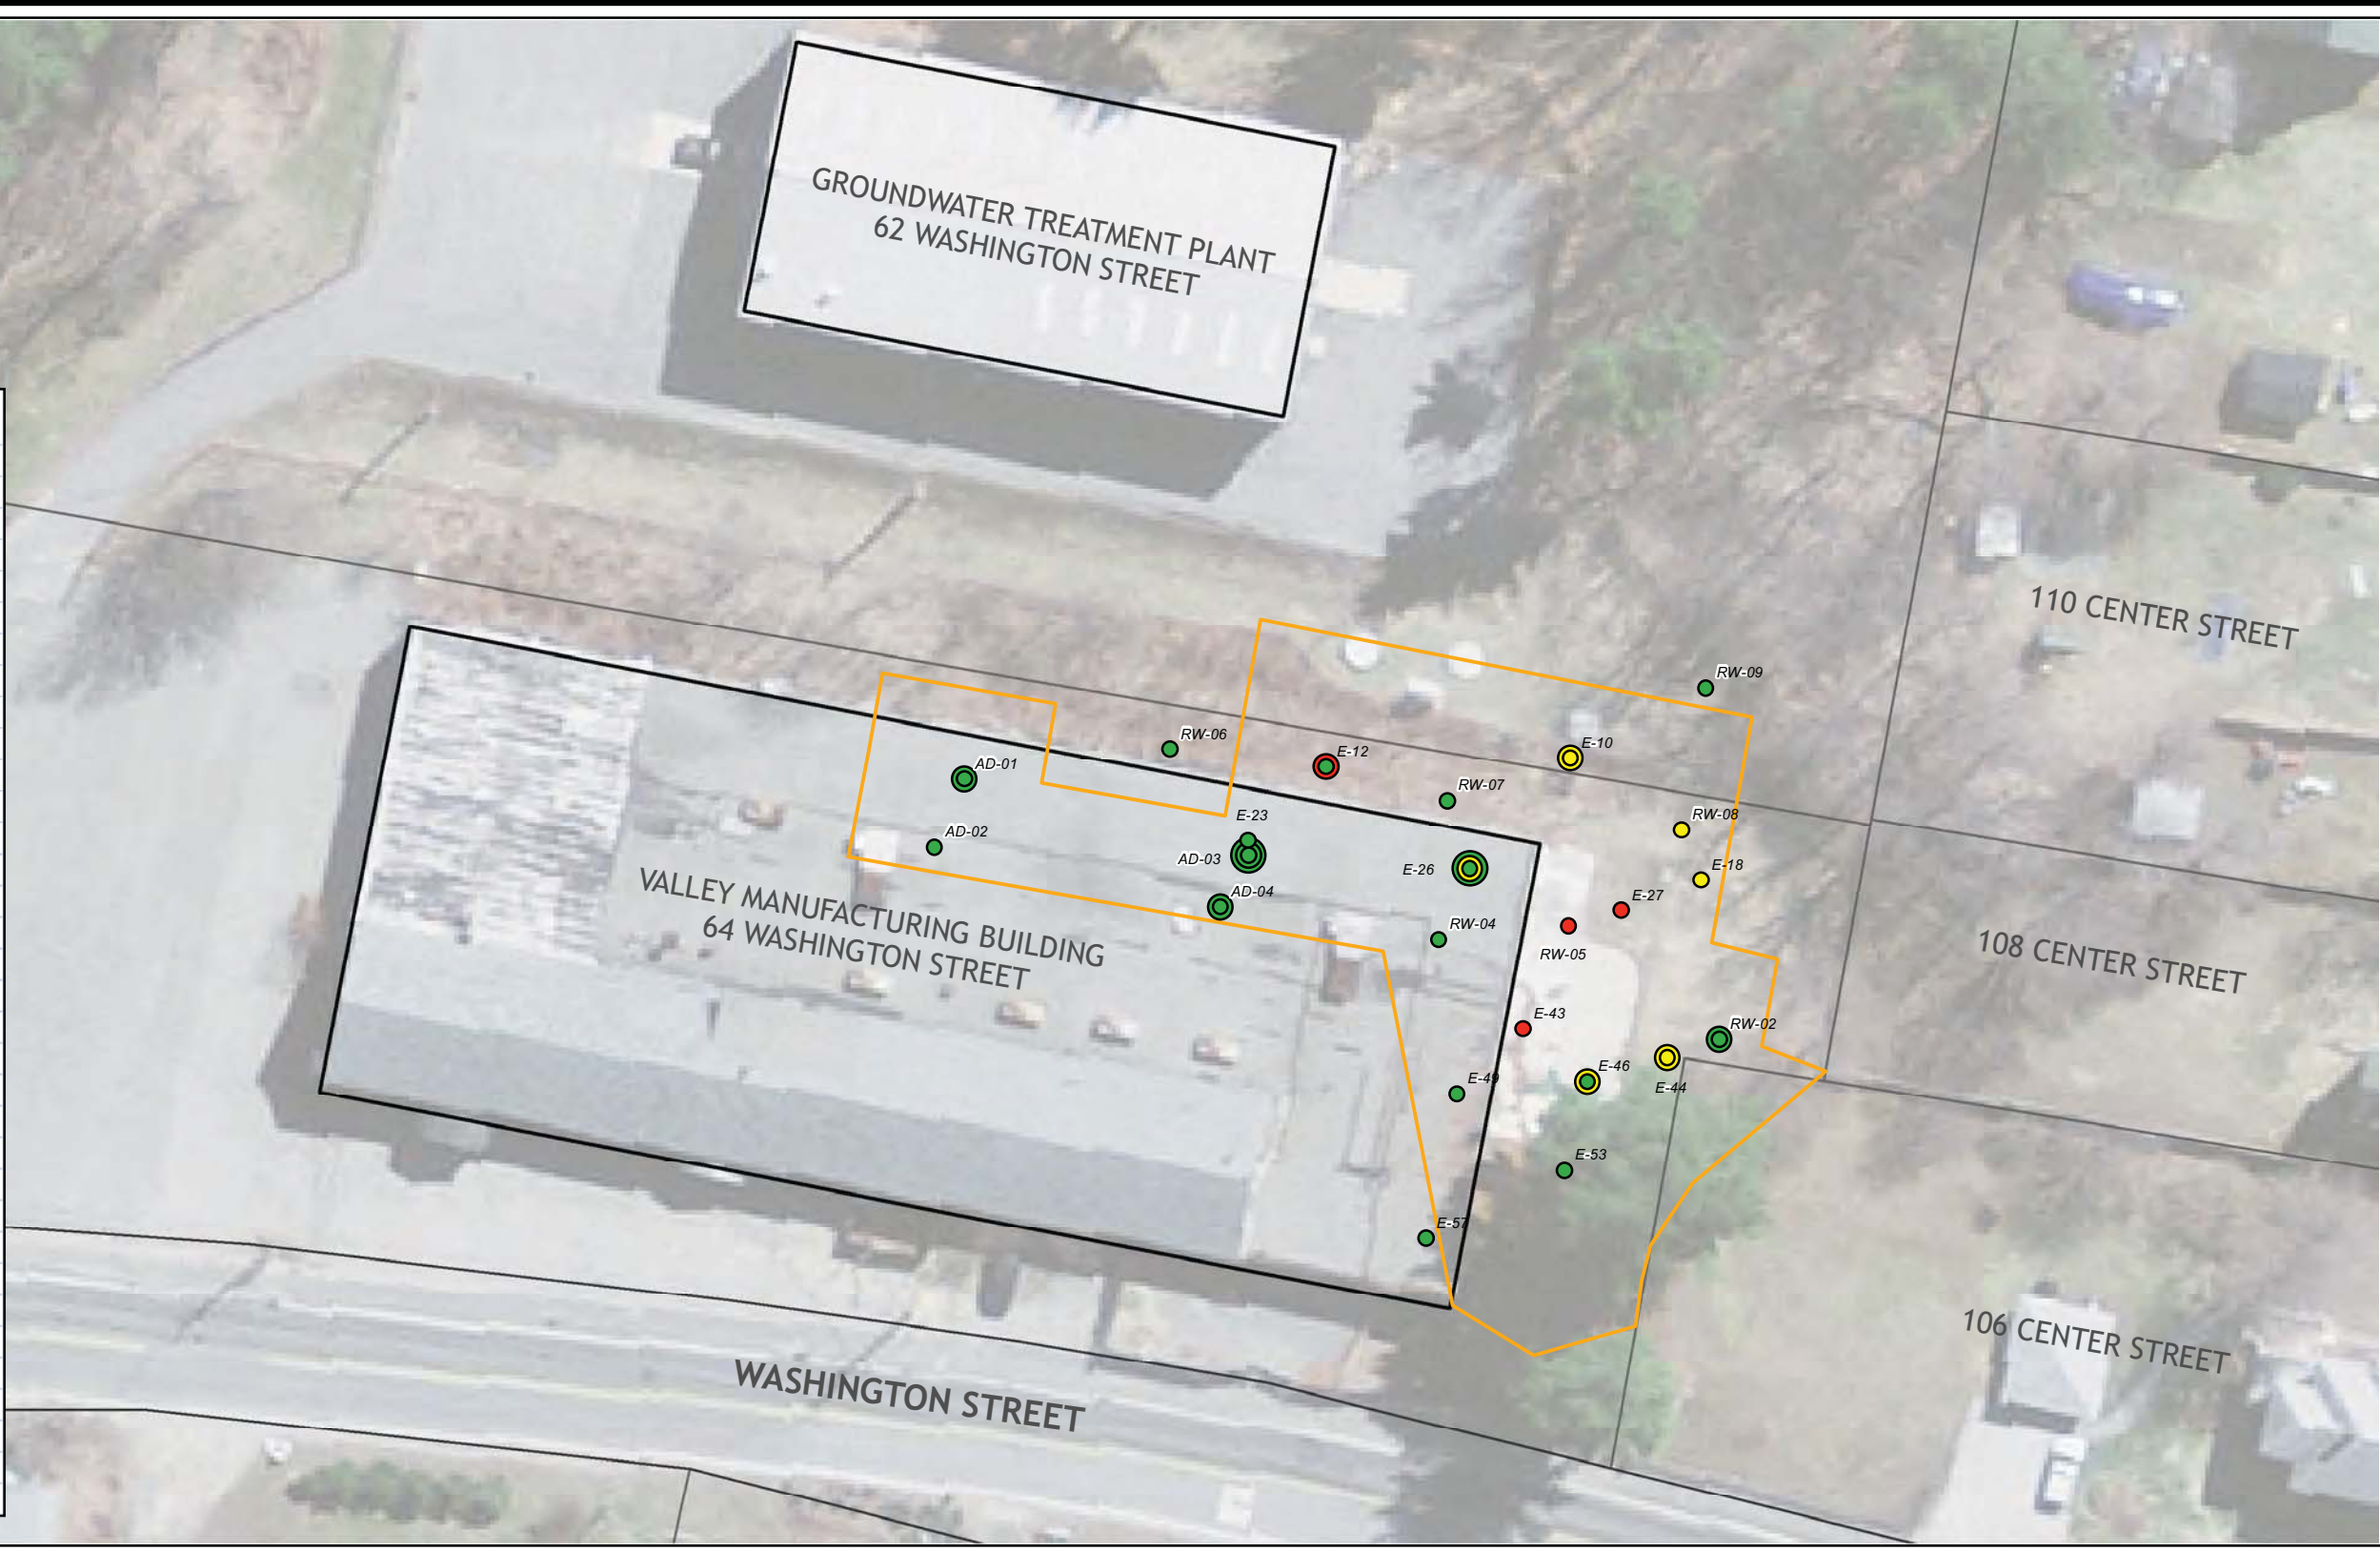 GROUNDWATER TREATMENT PLANT
62 WASHINGTON STREET
110 CENTER STREET
RW-09
RW-06
E-12
E-10
AD-01
RW-07
E-23
RW-08
AD-02
AD-03
E-26
E-18
AD-04
E-27
RW-04
RW-05
VALLEY MANUFACTURING BUILDING
64 WASHINGTON STREET
108 CENTER STREET
E-43
RW-02
E-46
E-44
E-49
E-53
E-57
106 CENTER STREET
WASHINGTON STREET